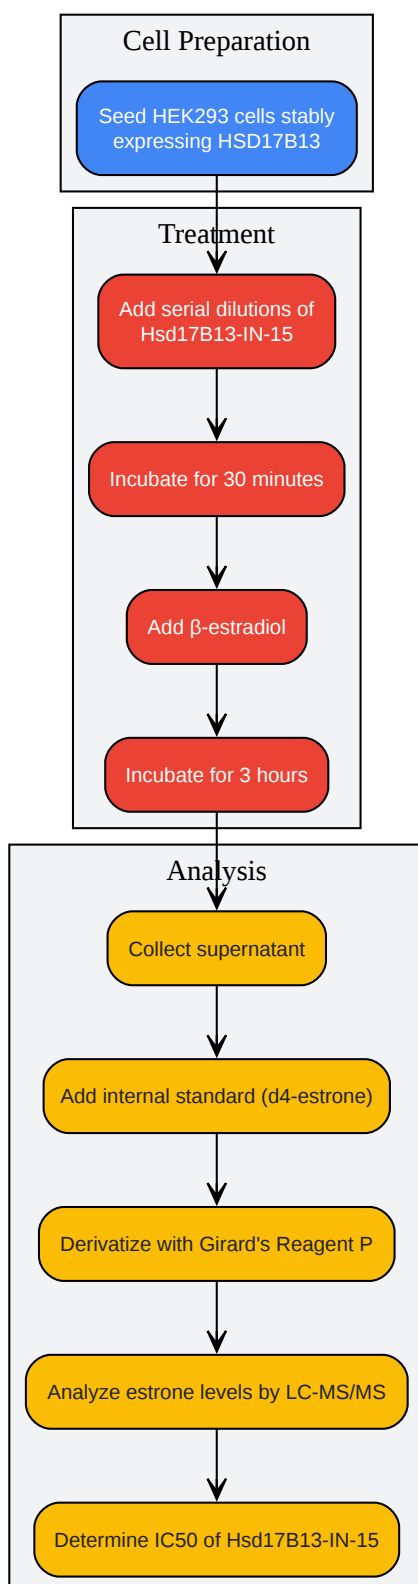 Cell Preparation
Seed HEK293 cells stably
expressing HSD17B13
Treatment
Add serial dilutions of
Hsd17B13-IN-15
Incubate for 30 minutes
Add β-estradiol
Incubate for 3 hours
Analysis
Collect supernatant
Add internal standard (d4-estrone)
Derivatize with Girard's Reagent P
Analyze estrone levels by LC-MS/MS
Determine IC50 of Hsd17B13-IN-15